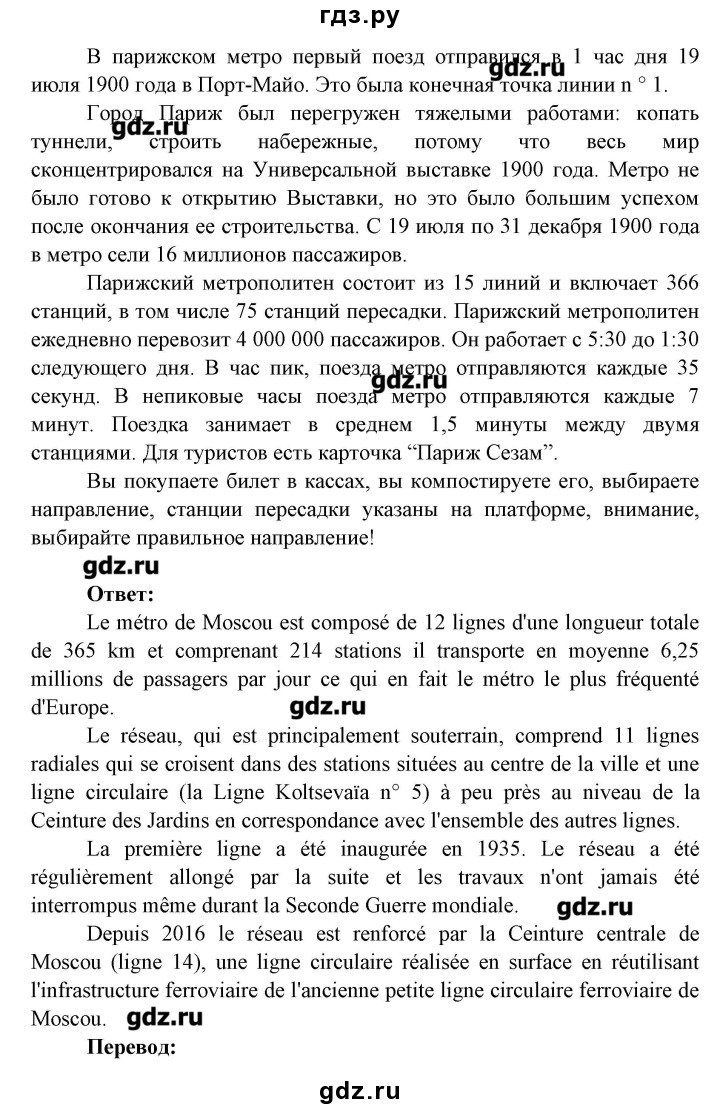 гдз.ру
В парижском метро первый поезд отправился в 1 час дня 19
gdz.ru
июля 1900 года в Порт-Майо. Это была конечная точка линии n ° 1.
Город Париж был перегружен тяжелыми работами: копать
gdz.ru
туннели, строить набережные, потому что весь мир
сконцентрировался на Универсальной выставке 1900 года. Метро не
было готово к открытию Выставки, но это было большим успехом
после окончания ее строительства. С 19 июля по 31 декабря 1900 года
в метро сели 16 миллионов пассажиров.
Парижский метрополитен состоит из 15 линий и включает 366
станций, в том числе 75 станций пересадки. Парижский метрополитен
ежедневно перевозит 4 000 000 пассажиров. Он работает с 5:30 до 1:30
следующего дня. В час пик, поезда метро отправляются каждые 35
gdz.ru
секунд. В непиковые часы поезда метро отправляются каждые 7
минут. Поездка занимает в среднем 1,5 минуты между двумя
станциями. Для туристов есть карточка “Париж Сезам”.
Вы покупаете билет в кассах, вы компостируете его, выбираете
направление, станции пересадки указаны на платформе, внимание,
выбирайте правильное направление!
gdz.ru
Ответ:
Le métro de Moscou est composé de 12 lignes d'une longueur totale
de 365 km et comprenant 214 stations il transporte en moyenne 6,25
millions de passagers par jour ce qui en fait le métro le plus fréquenté
d'Europe.
gdz.ru
Le réseau, qui est principalement souterrain, comprend 11 lignes
radiales qui se croisent dans des stations situées au centre de la ville et une
ligne circulaire (la Ligne Koltsevaïa n° 5) à peu près au niveau de la
Ceinture des Jardins en correspondance avec l'ensemble des autres lignes.
La première ligne a été inaugurée en 1935. Le réseau a été
régulièrement allongé par la suite et les travaux n'ont jamais été
interrompus même durant la Seconde Guerre mondiale.
gdz.ru
Depuis 2016 le réseau est renforcé par la Ceinture centrale de
Moscou (ligne 14), une ligne circulaire réalisée en surface en réutilisant
l'infrastructure ferroviaire de l'ancienne petite ligne circulaire ferroviaire de
Moscou.
gdz.ru
Перевод:
gdz.ru